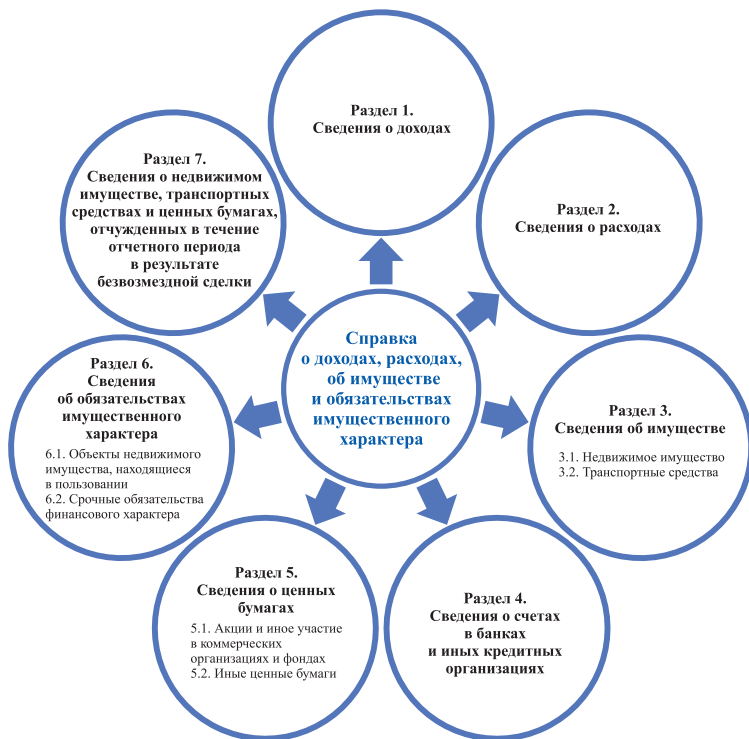 Справка
о доходах, расходах,
об имуществе
и обязательствах
имущественного
характера
Раздел 1.
Сведения о доходах
Раздел 2.
Сведения о расходах
Раздел 3.
Сведения об имуществе
3.1. Недвижимое имущество
3.2. Транспортные средства
Раздел 4.
Сведения о счетах
в банках
и иных кредитных
организациях
Раздел 5.
Сведения о ценных
бумагах
5.1. Акции и иное участие
в коммерческих
организациях и фондах
5.2. Иные ценные бумаги
Раздел 6.
Сведения
об обязательствах
имущественного
характера
6.1. Объекты недвижимого
имущества, находящиеся
в пользовании
6.2. Срочные обязательства
финансового характера
Раздел 7.
Сведения о недвижимом
имуществе, транспортных
средствах и ценных бумагах,
отчужденных в течение
отчетного периода
в результате
безвозмездной сделки